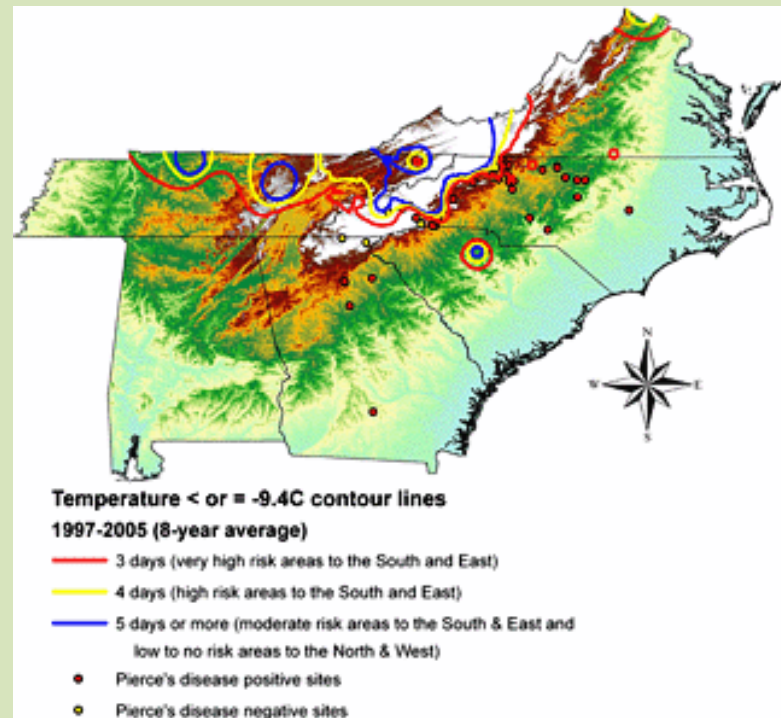 N
W E
S
Temperature < or = -9.4C contour lines
1997-2005 (8-year average)
3 days (very high risk areas to the South and East)
4 days (high risk areas to the South and East)
5 days or more (moderate risk areas to the South & East and
low to no risk areas to the North & West)
Pierce's disease positive sites
Pierce's disease negative sites